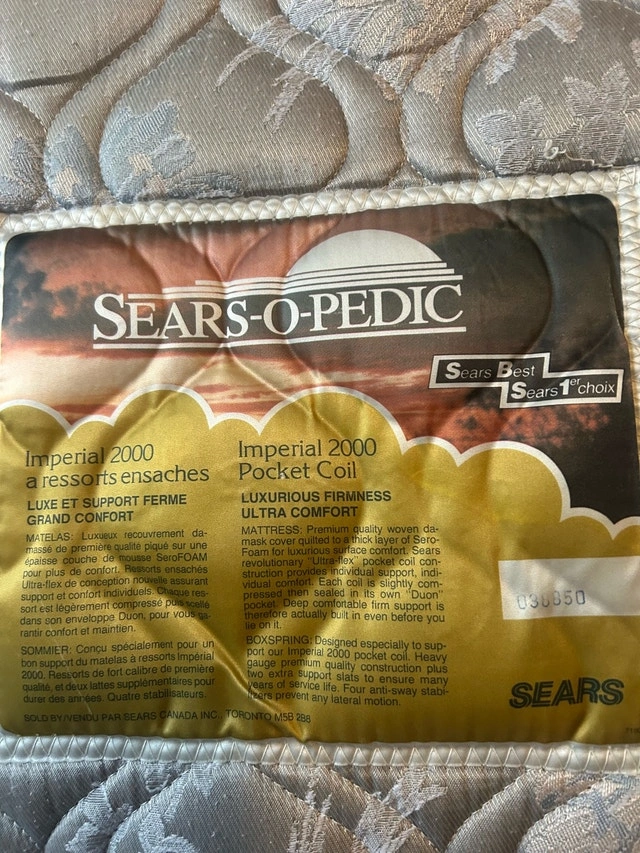 SEARS-O-PEDIC
Sears Best
Sears 1er choix
Imperial 2000
a ressorts ensaches
LUXE ET SUPPORT FERME
GRAND CONFORT
MATELAS: Luxueux recouvrement da-
massé de première qualité piqué sur une
épaisse couche de mousse SeroFOAM
pour plus de confort. Ressorts ensachés
Ultra-flex de conception nouvelle assurant
support et confort individuels. Chaque res-
sort est légèrement compressé puis scellé
dans son enveloppe Duon, pour vous ga-
rantir confort et maintien.
SOMMIER: Conçu spécialement pour un
bon support du matelas à ressorts Impérial
2000. Ressorts de fort calibre de première
qualité, et deux lattes supplémentaires pour
durer des années. Quatre stabilisateurs.
Imperial 2000
Pocket Coil
LUXURIOUS FIRMNESS
ULTRA COMFORT
MATTRESS: Premium quality woven da-
mask cover quilted to a thick layer of Sero-
Foam for luxurious surface comfort. Sears
revolutionary "Ultra-flex" pocket coil con-
struction provides individual support, indi-
vidual comfort. Each coil is slightly com-
pressed then sealed in its own "Duon"
pocket. Deep comfortable firm support is
therefore actually built in even before you
lie on it.
BOXSPRING: Designed especially to sup-
port our Imperial 2000 pocket coil. Heavy
gauge premium quality construction plus
two extra support slats to ensure many
years of service life. Four anti-sway stabi-
lizers prevent any lateral motion.
SOLD BY/VENDU PAR SEARS CANADA INC., TORONTO M5B 2B8
SEARS